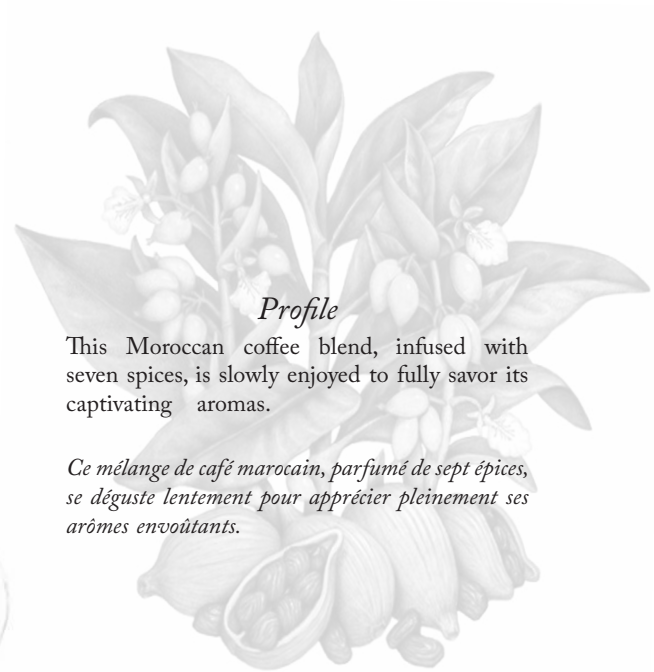 Profile
This Moroccan coffee blend, infused with
seven spices, is slowly enjoyed to fully savor its
captivating aromas.
Ce mélange de café marocain, parfumé de sept épices,
se déguste lentement pour apprécier pleinement ses
arômes envoûtants.